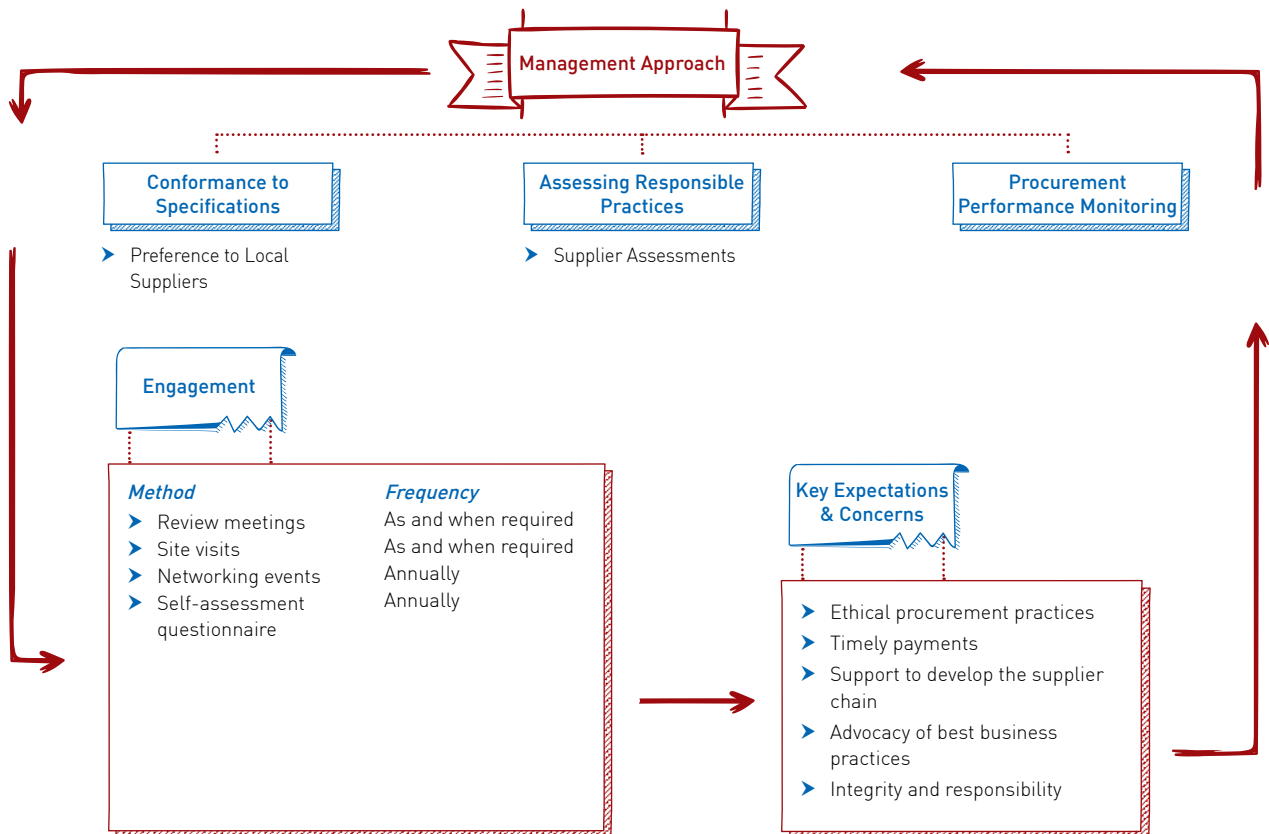 Management Approach
Conformance to
Specifications
Preference to Local
Suppliers
Assessing Responsible
Practices
Supplier Assessments
Procurement
Performance Monitoring
Engagement
Method Frequency
Review meetings As and when required
Site visits As and when required
Networking events Annually
Self-assessment Annually
questionnaire
Key Expectations
& Concerns
Ethical procurement practices
Timely payments
Support to develop the supplier
chain
Advocacy of best business
practices
Integrity and responsibility